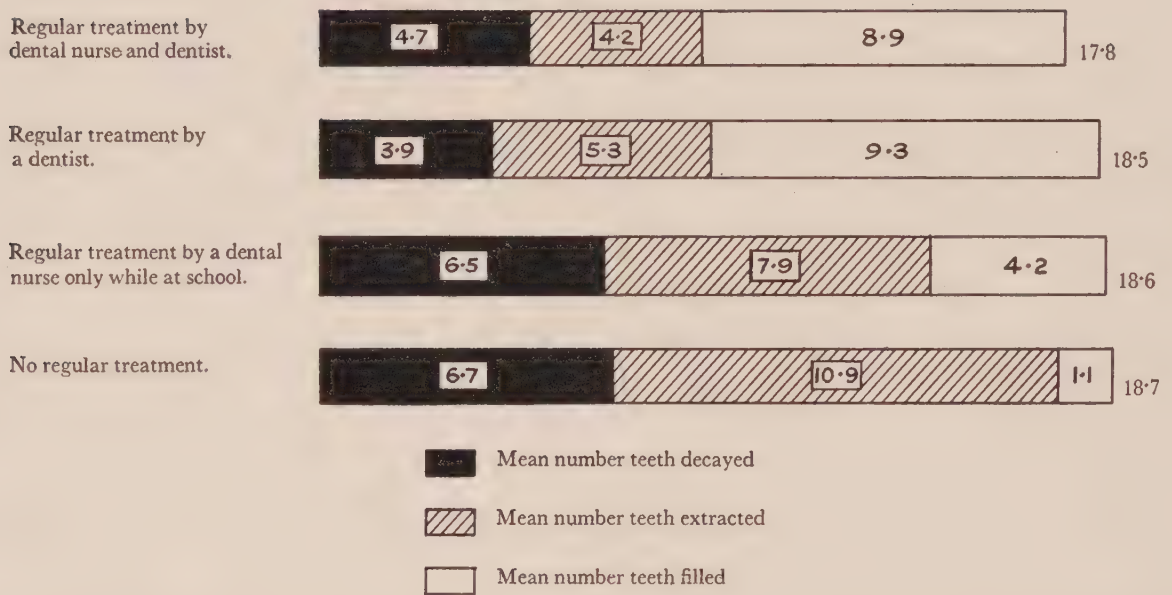 Regular treatment by
dental nurse and dentist.
4·7 4·2 8·9 17·8
Regular treatment by
a dentist.
3·9 5·3 9·3 18·5
Regular treatment by a dental
nurse only while at school.
6·5 7·9 4·2 18·6
No regular treatment.
6·7 10·9 1·1 18·7
Mean number teeth decayed
Mean number teeth extracted
Mean number teeth filled